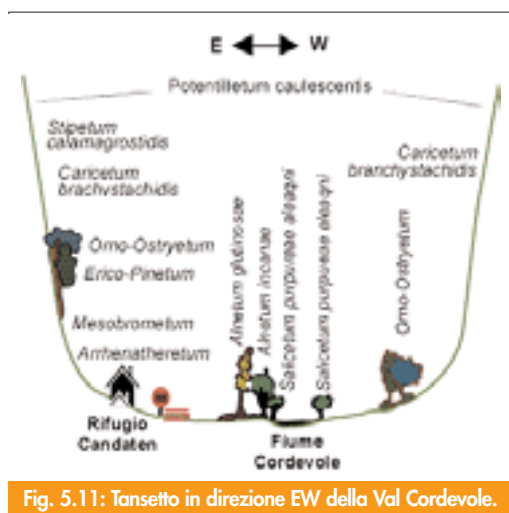 E W
Potentilletum caulescentis
Stipetum
calamagrostidis
Caricetum
brachystachidis
Caricetum
branchystachidis
Orno-Ostryetum
Erico-Pinetum
Mesobrometum
Arrhenatheretum
Alnetum glutinosae
Alnetum incanae
Salicetum purpureae eleagni
Salicetum purpureae eleagni
Orno-Ostryetum
Rifugio
Candaten
Fiume
Cordevole
Fig. 5.11: Tansetto in direzione EW della Val Cordevole.